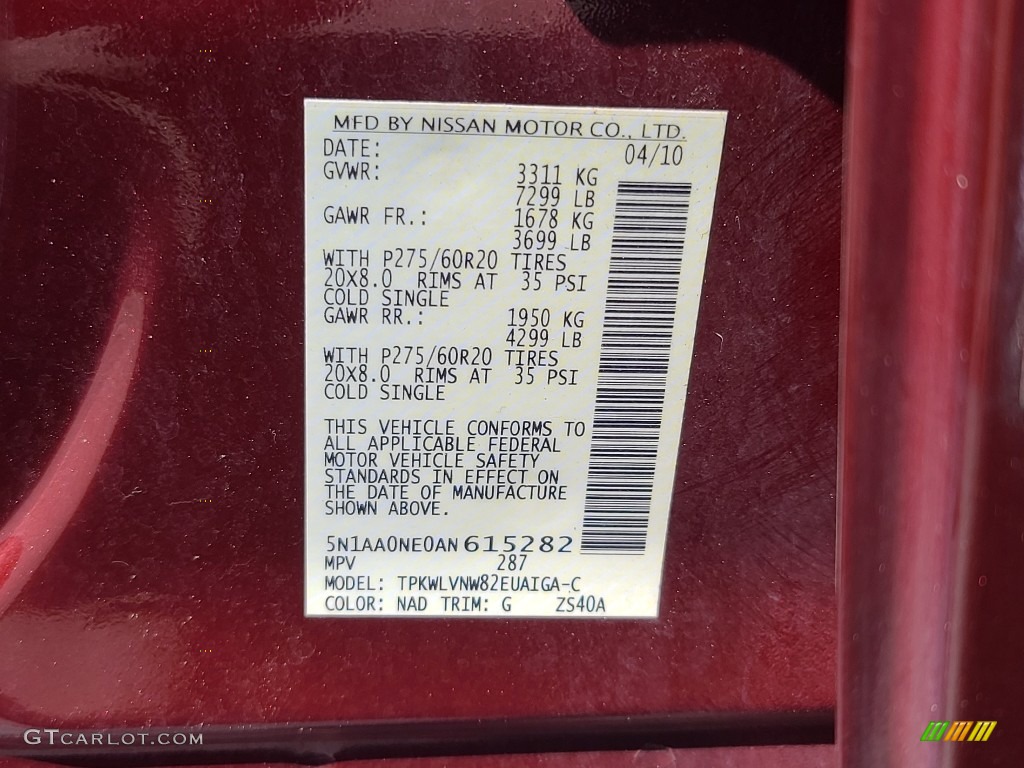 MFD BY NISSAN MOTOR CO., LTD.
DATE: 04/10
GVWR: 3311 KG
7299 LB
GAWR FR.: 1678 KG
3699 LB
WITH P275/60R20 TIRES
20X8.0 RIMS AT 35 PSI
COLD SINGLE
GAWR RR.: 1950 KG
4299 LB
WITH P275/60R20 TIRES
20X8.0 RIMS AT 35 PSI
COLD SINGLE
THIS VEHICLE CONFORMS TO
ALL APPLICABLE FEDERAL
MOTOR VEHICLE SAFETY
STANDARDS IN EFFECT ON
THE DATE OF MANUFACTURE
SHOWN ABOVE.
5N1AA0NE0AN615282
MPV 287
MODEL: TPKWLVNW82EUAIGA-C
COLOR: NAD TRIM: G ZS40A
GTCARLOT.COM